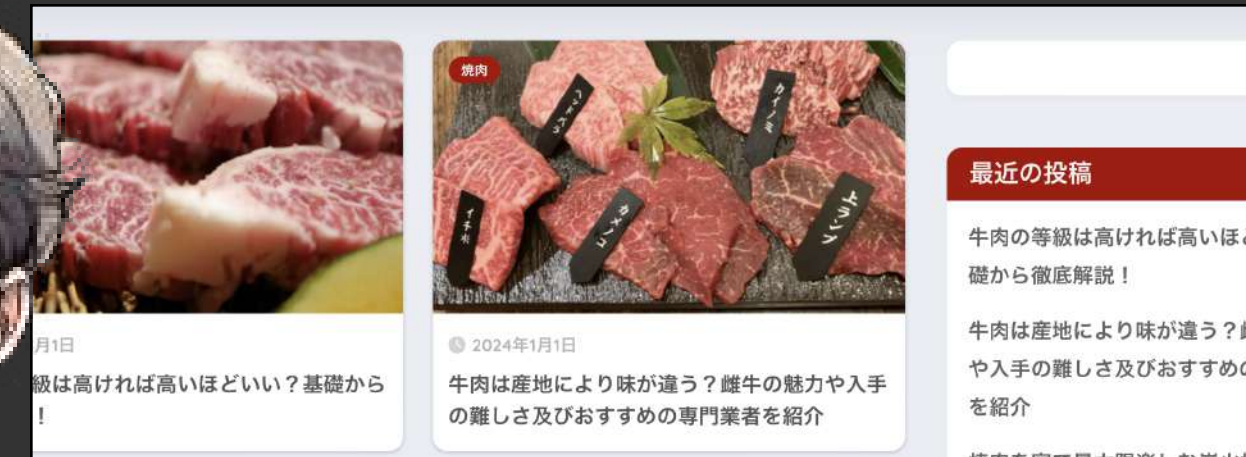 焼肉
ヘッドバラ
カイノミ
イチボ
カメノコ
上ランプ
月1日
級は高ければ高いほどいい？基礎から
！
2024年1月1日
牛肉は産地により味が違う？雌牛の魅力や入手
の難しさ及びおすすめの専門業者を紹介
最近の投稿
牛肉の等級は高ければ高いほど
礎から徹底解説！
牛肉は産地により味が違う？雌
や入手の難しさ及びおすすめの
を紹介